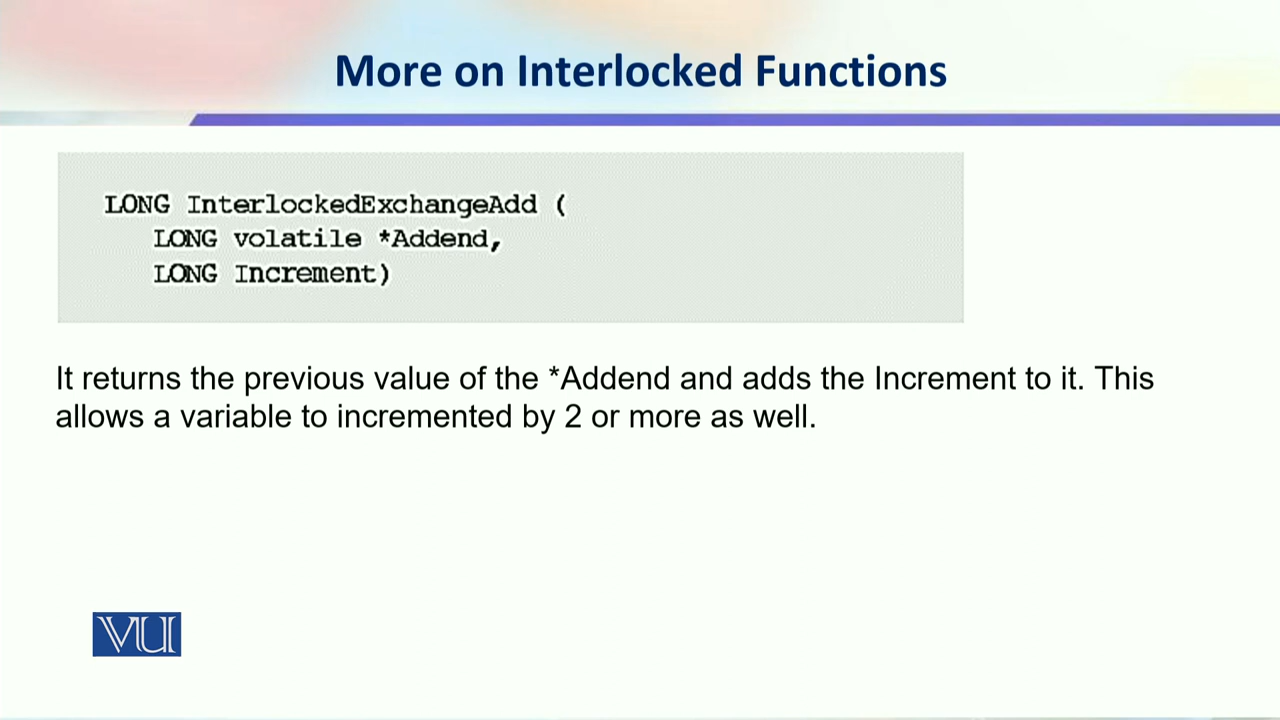 More on Interlocked Functions
LONG InterlockedExchangeAdd (
LONG volatile *Addend,
LONG Increment)
It returns the previous value of the *Addend and adds the Increment to it. This
allows a variable to incremented by 2 or more as well.
VU